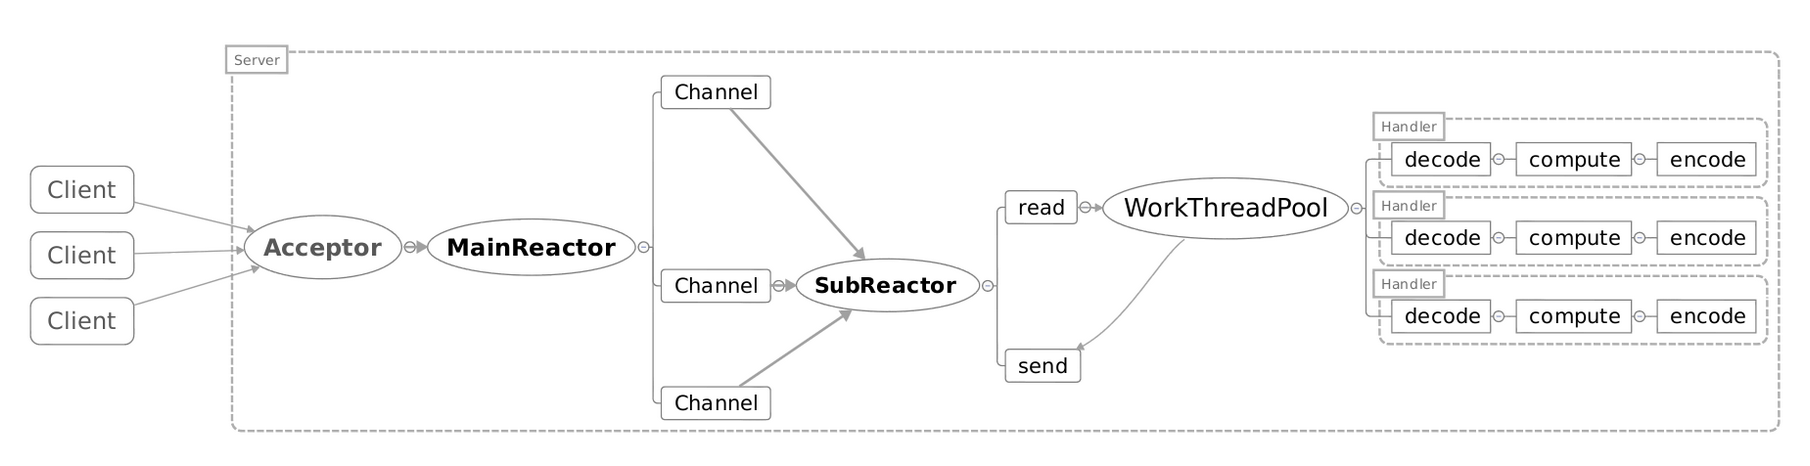 Server
Client
Client
Client
Acceptor
MainReactor
Channel
Channel
Channel
SubReactor
read
send
WorkThreadPool
Handler
decode compute encode
Handler
decode compute encode
Handler
decode compute encode